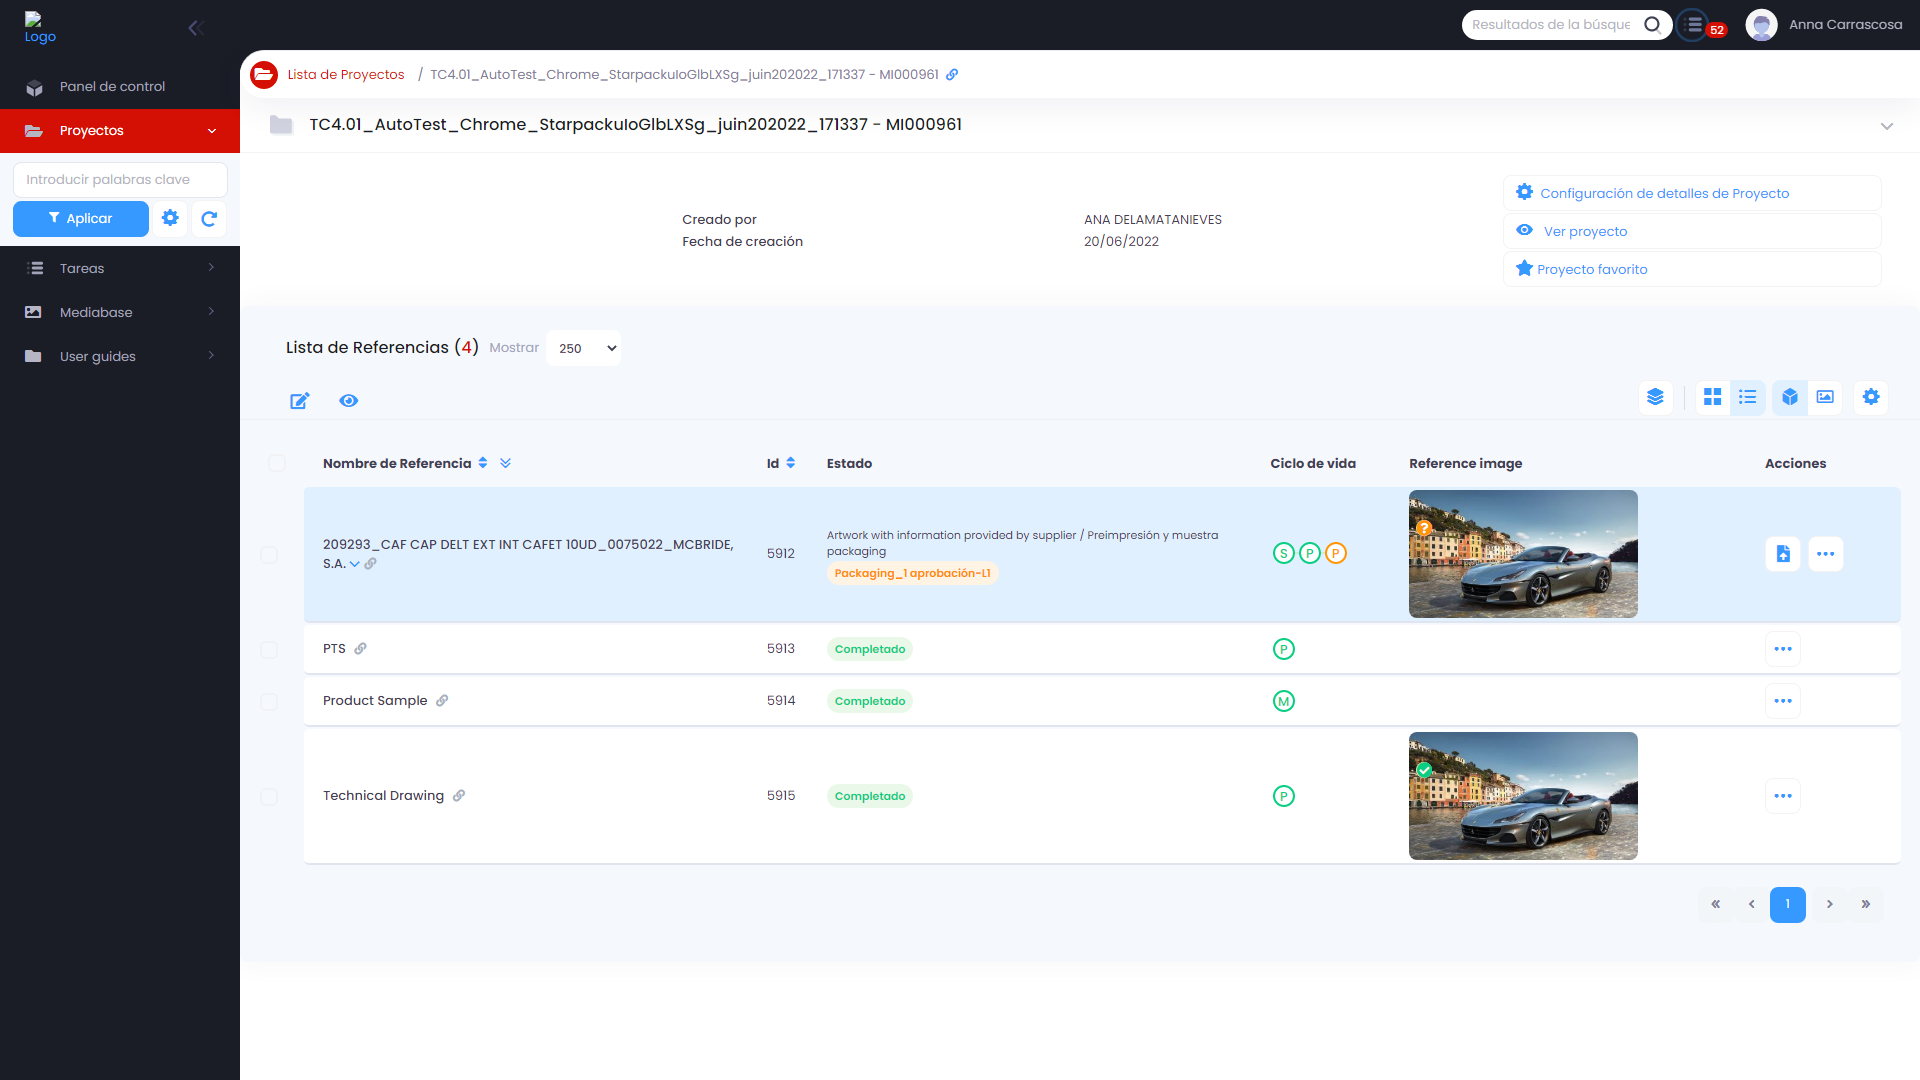 Logo
Resultados de la búsque
52
Anna Carrascosa
Panel de control
Proyectos
Introducir palabras clave
Aplicar
Tareas
Mediabase
User guides
Lista de Proyectos / TC4.01_AutoTest_Chrome_StarpackuIoGlbLXSg_juin202022_171337 - MI000961
TC4.01_AutoTest_Chrome_StarpackuIoGlbLXSg_juin202022_171337 - MI000961
Creado por ANA DELAMATANIEVES
Fecha de creación 20/06/2022
Configuración de detalles de Proyecto
Ver proyecto
Proyecto favorito
Lista de Referencias (4) Mostrar 250
Nombre de Referencia Id Estado Ciclo de vida Reference image Acciones
209293_CAF CAP DELT EXT INT CAFET 10UD_0075022_MCBRIDE,
S.A.
5912
Artwork with information provided by supplier / Preimpresión y muestra
packaging
Packaging_1 aprobación-L1
S P P
?
PTS 5913 Completado P
Product Sample 5914 Completado M
Technical Drawing 5915 Completado P
« ‹ 1 › »